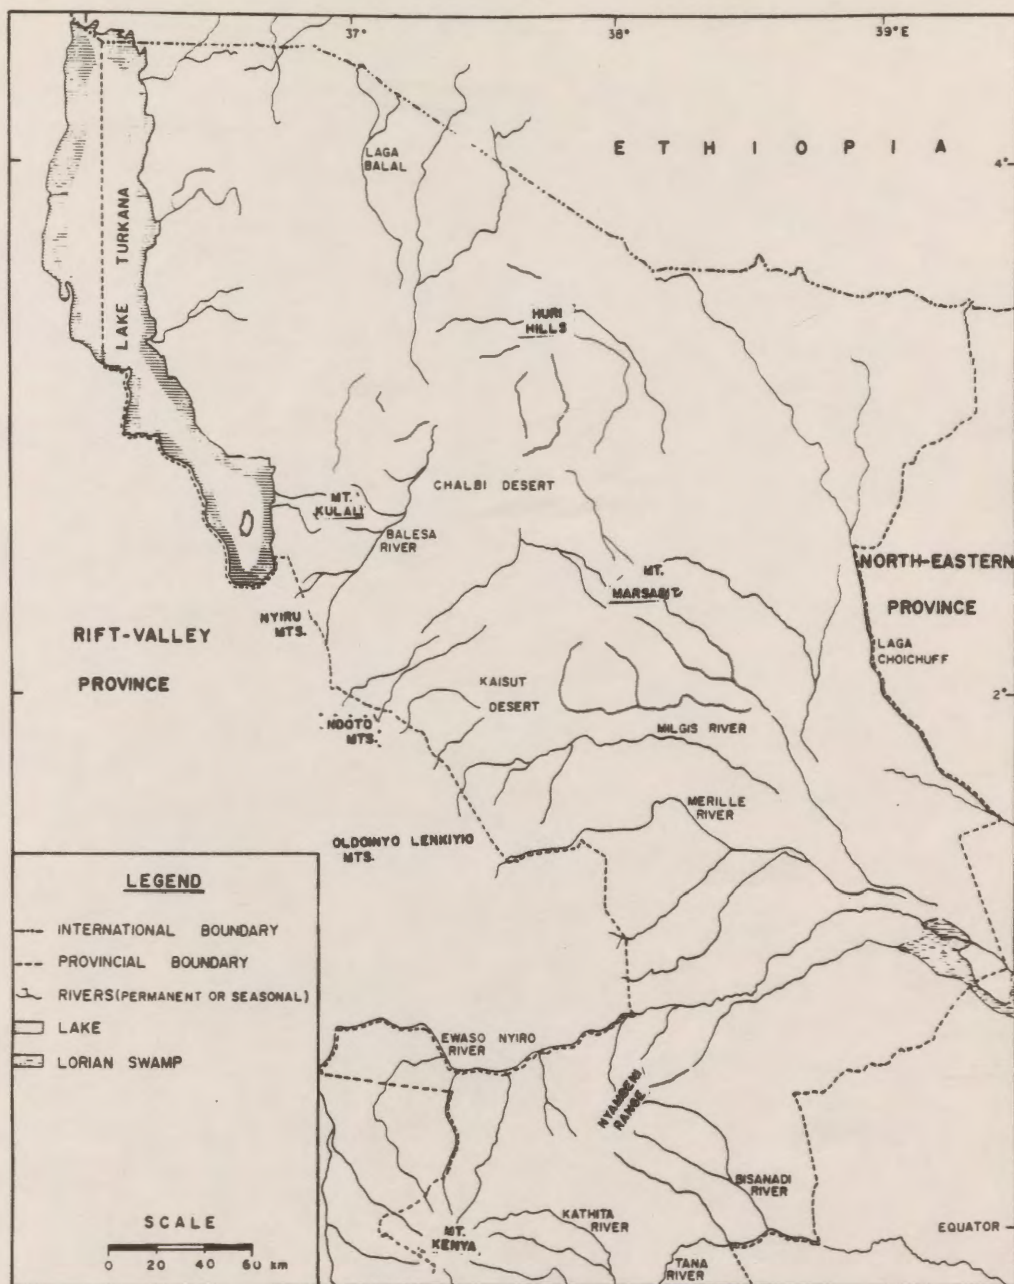 37°
38°
39°E
ETHIOPIA
4°
LAGA
BALAL
LAKE TURKANA
HURI
HILLS
CHALBI DESERT
MT.
KULAL
BALESA
RIVER
MT.
MARSABIT
NORTH-EASTERN
PROVINCE
NYIRU
MTS.
RIFT-VALLEY
PROVINCE
LAGA
CHOICHUFF
KAISUT
DESERT
2°
NDOTO
MTS.
MILGIS RIVER
MERILLE
RIVER
OLDOINYO LENKIYIO
MTS.
LEGEND
INTERNATIONAL BOUNDARY
PROVINCIAL BOUNDARY
RIVERS(PERMANENT OR SEASONAL)
LAKE
LORIAN SWAMP
EWASO NYIRO
RIVER
NYAMBENI
RANGE
BISANADI
RIVER
SCALE
0 20 40 60 km
MT.
KENYA
KATHITA
RIVER
EQUATOR
TANA
RIVER